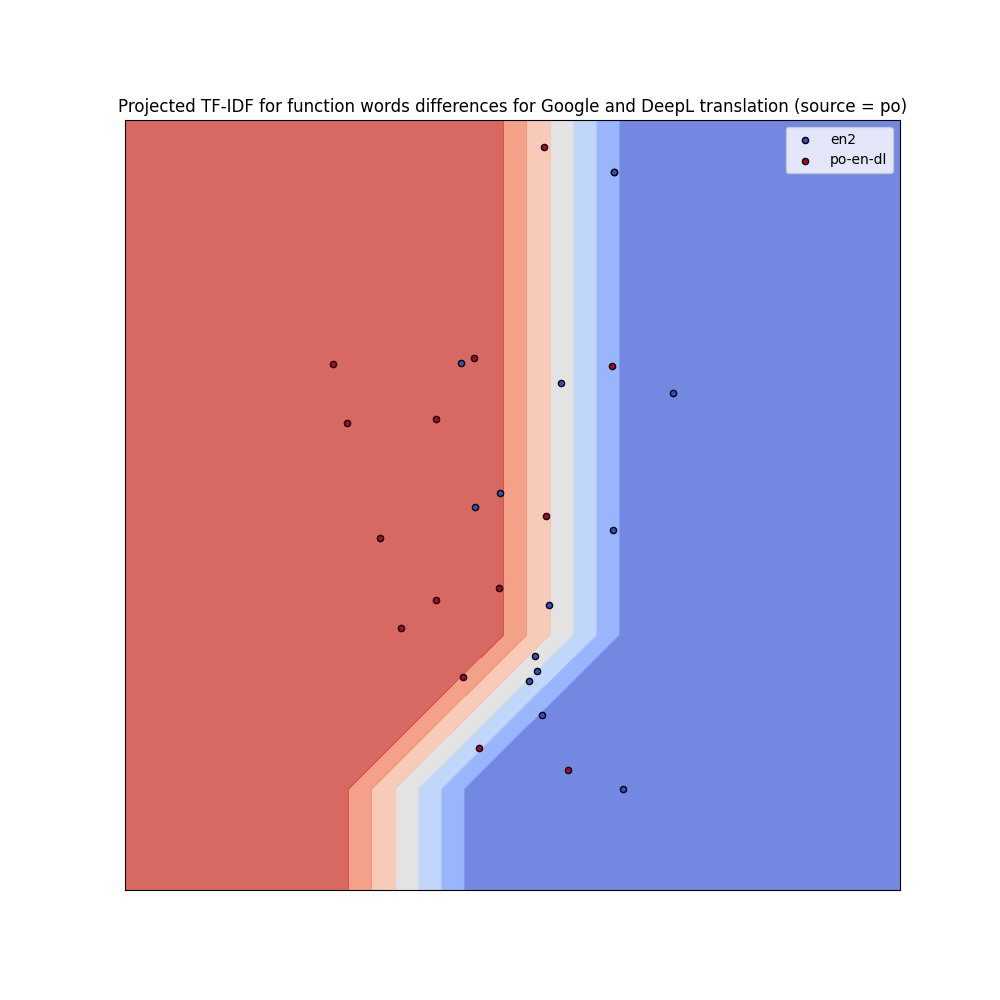 Projected TF-IDF for function words differences for Google and DeepL translation (source = po)
en2
po-en-dl